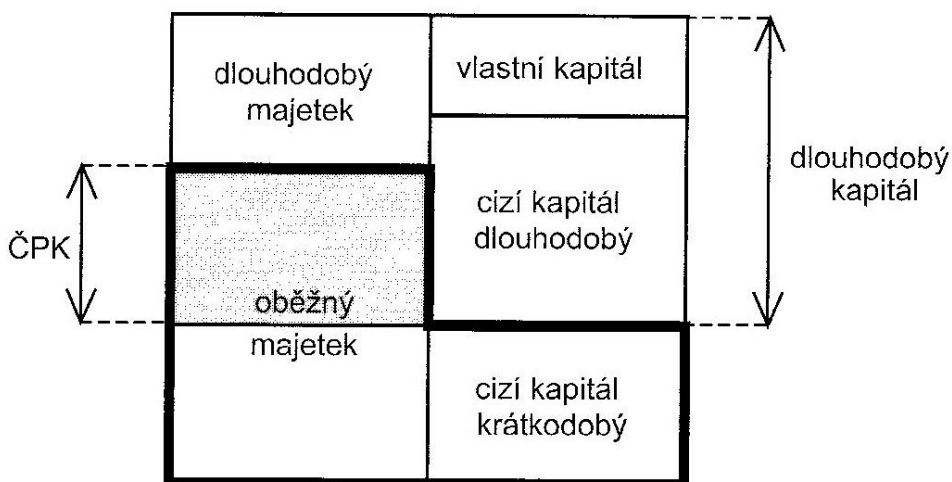 dlouhodobý
majetek
vlastní kapitál
dlouhodobý
kapitál
cizí kapitál
dlouhodobý
ČPK
oběžný
majetek
cizí kapitál
krátkodobý